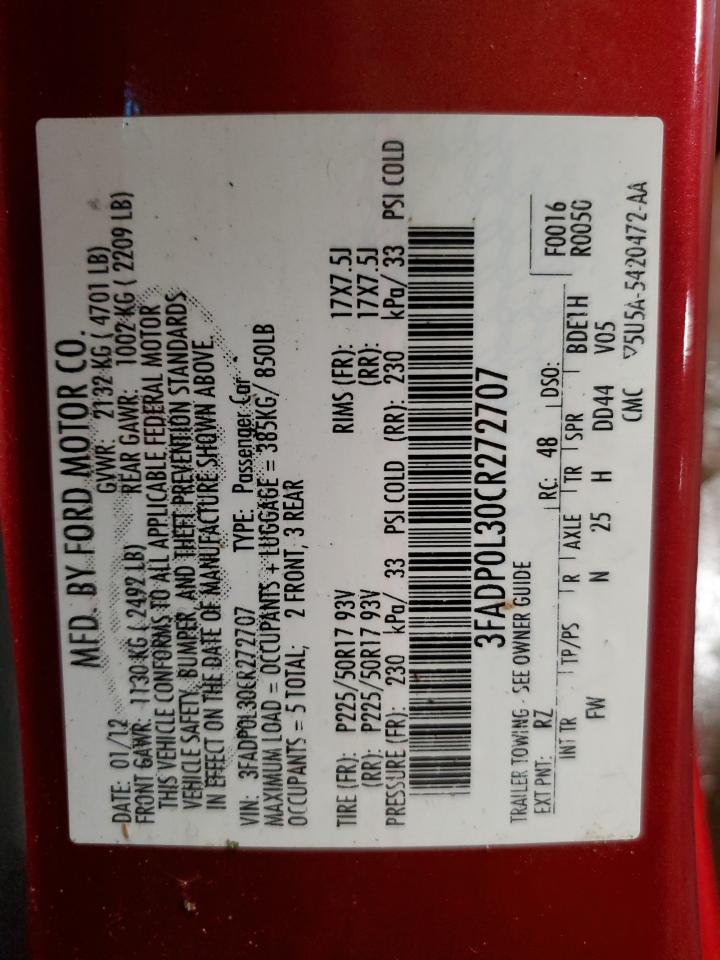 MFD. BY FORD MOTOR CO.
DATE: 01/12 GVWR: 2132 KG ( 4701 LB)
FRONT GAWR: 1130 KG ( 2492 LB) REAR GAWR: 1002 KG ( 2209 LB)
THIS VEHICLE CONFORMS TO ALL APPLICABLE FEDERAL MOTOR
VEHICLE SAFETY, BUMPER, AND THEFT PREVENTION STANDARDS
IN EFFECT ON THE DATE OF MANUFACTURE SHOWN ABOVE.
VIN: 3FADP0L30CR272707 TYPE: Passenger Car
MAXIMUM LOAD = OCCUPANTS + LUGGAGE = 385KG/ 850LB
OCCUPANTS = 5 TOTAL; 2 FRONT, 3 REAR
TIRE (FR): P225/50R17 93V RIMS (FR): 17X7.5J
(RR): P225/50R17 93V (RR): 17X7.5J
PRESSURE (FR): 230 kPa/ 33 PSI COLD (RR): 230 kPa/ 33 PSI COLD
3FADP0L30CR272707
TRAILER TOWING - SEE OWNER GUIDE
F0016
EXT PNT: RZ RC: 48 DSO: R005G
INT TR TP/PS R AXLE TR SPR BDE1H
FW N 25 H DD44 V05
CMC ▽5U5A-5420472-AA